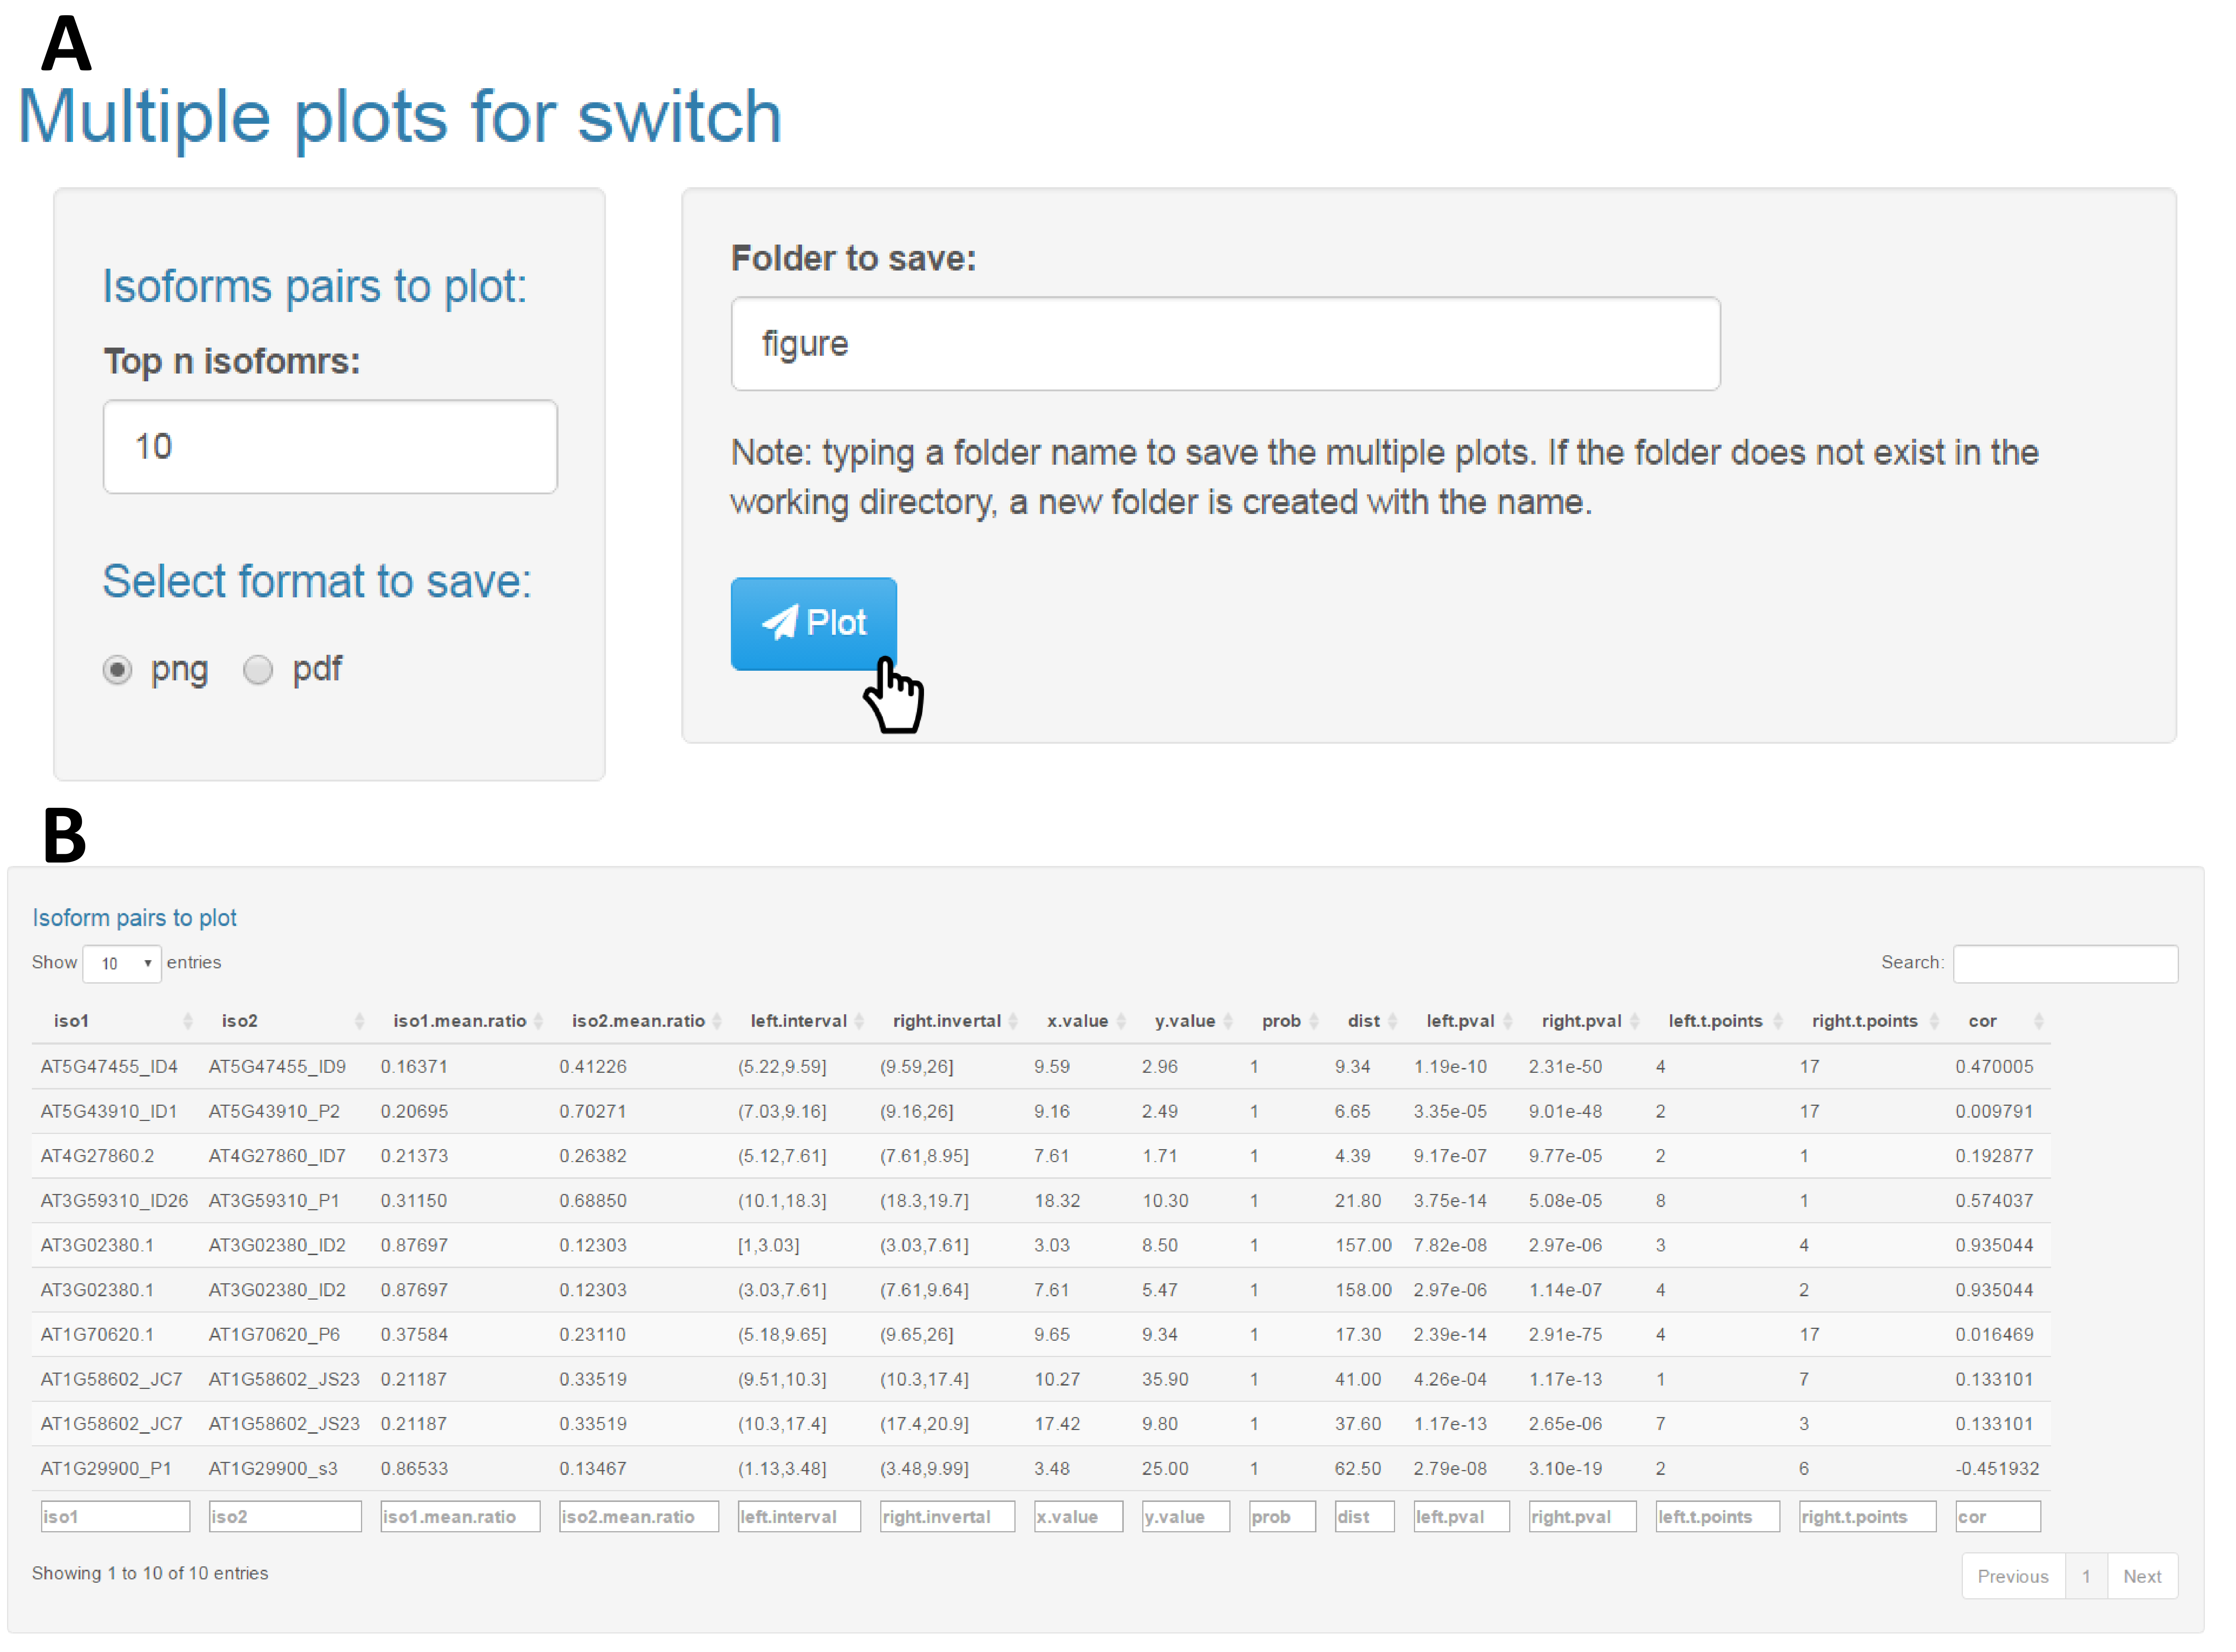 A
Multiple plots for switch
Isoforms pairs to plot:
Top n isofomrs:
10
Select format to save:
png pdf
Folder to save:
figure
Note: typing a folder name to save the multiple plots. If the folder does not exist in the
working directory, a new folder is created with the name.
Plot
B
Isoform pairs to plot
Show 10 entries Search:
iso1 iso2 iso1.mean.ratio iso2.mean.ratio left.interval right.invertal x.value y.value prob dist left.pval right.pval left.t.points right.t.points cor
AT5G47455_ID4 AT5G47455_ID9 0.16371 0.41226 (5.22,9.59] (9.59,26] 9.59 2.96 1 9.34 1.19e-10 2.31e-50 4 17 0.470005
AT5G43910_ID1 AT5G43910_P2 0.20695 0.70271 (7.03,9.16] (9.16,26] 9.16 2.49 1 6.65 3.35e-05 9.01e-48 2 17 0.009791
AT4G27860.2 AT4G27860_ID7 0.21373 0.26382 (5.12,7.61] (7.61,8.95] 7.61 1.71 1 4.39 9.17e-07 9.77e-05 2 1 0.192877
AT3G59310_ID26 AT3G59310_P1 0.31150 0.68850 (10.1,18.3] (18.3,19.7] 18.32 10.30 1 21.80 3.75e-14 5.08e-05 8 1 0.574037
AT3G02380.1 AT3G02380_ID2 0.87697 0.12303 [1,3.03] (3.03,7.61] 3.03 8.50 1 157.00 7.82e-08 2.97e-06 3 4 0.935044
AT3G02380.1 AT3G02380_ID2 0.87697 0.12303 (3.03,7.61] (7.61,9.64] 7.61 5.47 1 158.00 2.97e-06 1.14e-07 4 2 0.935044
AT1G70620.1 AT1G70620_P6 0.37584 0.23110 (5.18,9.65] (9.65,26] 9.65 9.34 1 17.30 2.39e-14 2.91e-75 4 17 0.016469
AT1G58602_JC7 AT1G58602_JS23 0.21187 0.33519 (9.51,10.3] (10.3,17.4] 10.27 35.90 1 41.00 4.26e-04 1.17e-13 1 7 0.133101
AT1G58602_JC7 AT1G58602_JS23 0.21187 0.33519 (10.3,17.4] (17.4,20.9] 17.42 9.80 1 37.60 1.17e-13 2.65e-06 7 3 0.133101
AT1G29900_P1 AT1G29900_s3 0.86533 0.13467 (1.13,3.48] (3.48,9.99] 3.48 25.00 1 62.50 2.79e-08 3.10e-19 2 6 -0.451932
iso1 iso2 iso1.mean.ratio iso2.mean.ratio left.interval right.invertal x.value y.value prob dist left.pval right.pval left.t.points right.t.points cor
Showing 1 to 10 of 10 entries Previous 1 Next